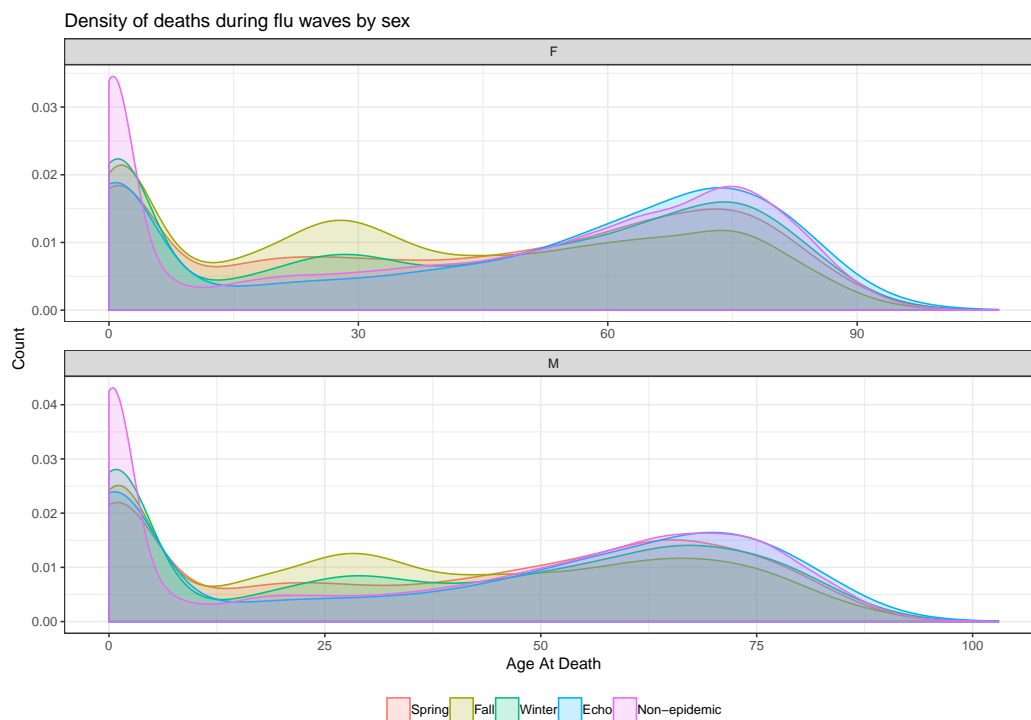 Density of deaths during flu waves by sex
F
0.03
0.02
0.01
0.00
0 30 60 90
Count
M
0.04
0.03
0.02
0.01
0.00
0 25 50 75 100
Age At Death
Spring Fall Winter Echo Non−epidemic